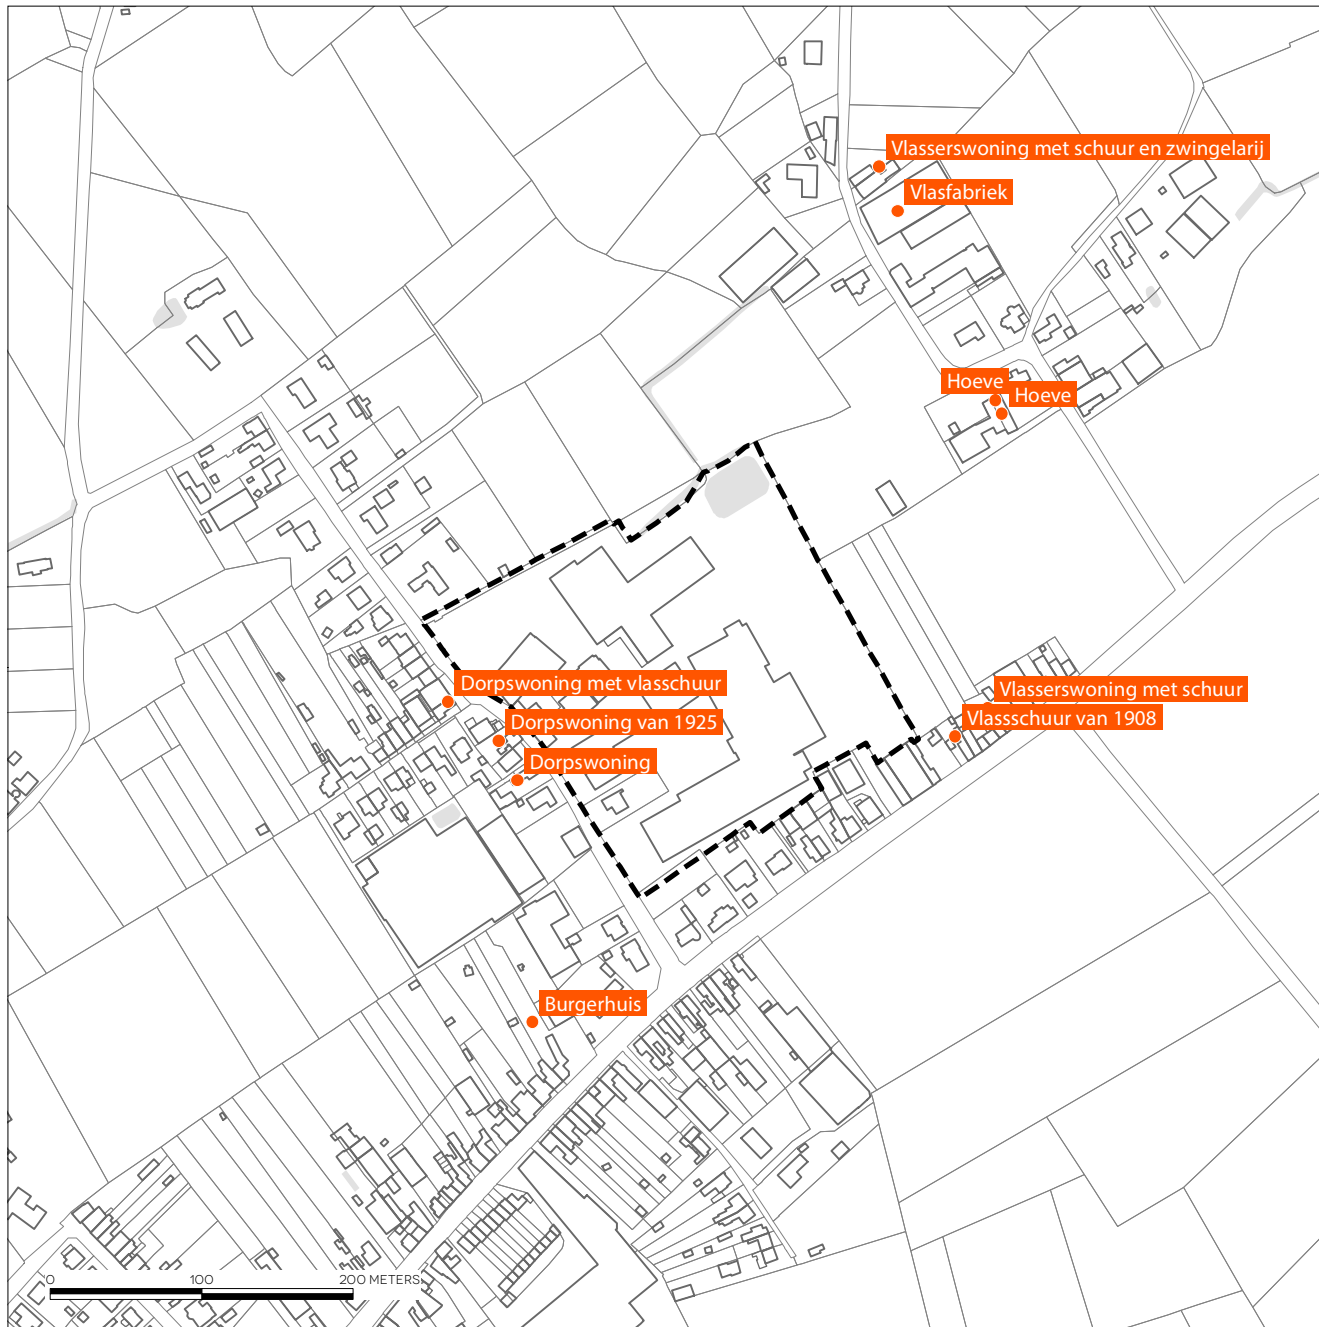 Vlasserswoning met schuur en zwingelarij
Vlasfabriek
Hoeve
Hoeve
Dorpswoning met vlasschuur
Vlasserswoning met schuur
Dorpswoning van 1925
Vlassschuur van 1908
Dorpswoning
Burgerhuis
0 100 200 METERS